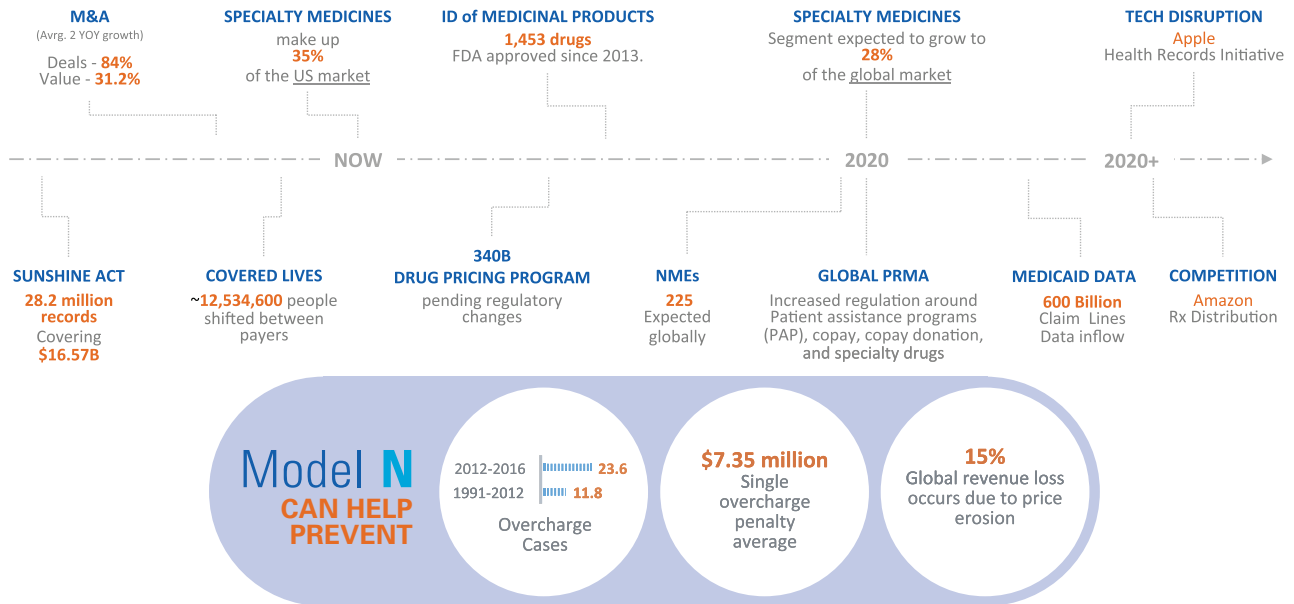 M&A
(Avrg. 2 YOY growth)
Deals - 84%
Value - 31.2%
SPECIALTY MEDICINES
make up
35%
of the US market
ID of MEDICINAL PRODUCTS
1,453 drugs
FDA approved since 2013.
SPECIALTY MEDICINES
Segment expected to grow to
28%
of the global market
TECH DISRUPTION
Apple
Health Records Initiative
NOW
2020
2020+
SUNSHINE ACT
28.2 million
records
Covering
$16.57B
COVERED LIVES
~12,534,600 people
shifted between
payers
340B
DRUG PRICING PROGRAM
pending regulatory
changes
NMEs
225
Expected
globally
GLOBAL PRMA
Increased regulation around
Patient assistance programs
(PAP), copay, copay donation,
and specialty drugs
MEDICAID DATA
600 Billion
Claim Lines
Data inflow
COMPETITION
Amazon
Rx Distribution
Model N
CAN HELP
PREVENT
2012-2016 23.6
1991-2012 11.8
Overcharge
Cases
$7.35 million
Single
overcharge
penalty
average
15%
Global revenue loss
occurs due to price
erosion